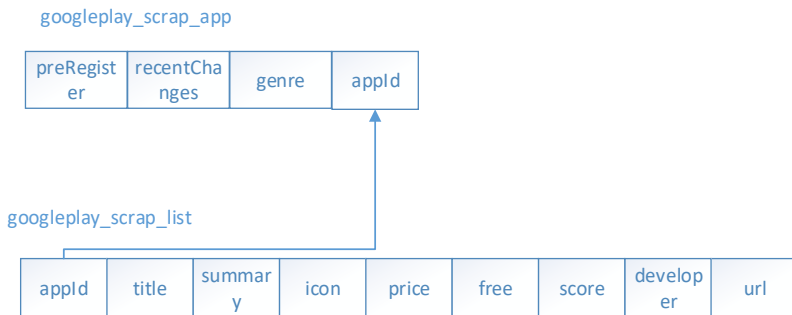 googleplay_scrap_app
preRegist
er
recentCha
nges
genre
appId
googleplay_scrap_list
appId
title
summar
y
icon
price
free
score
develop
er
url